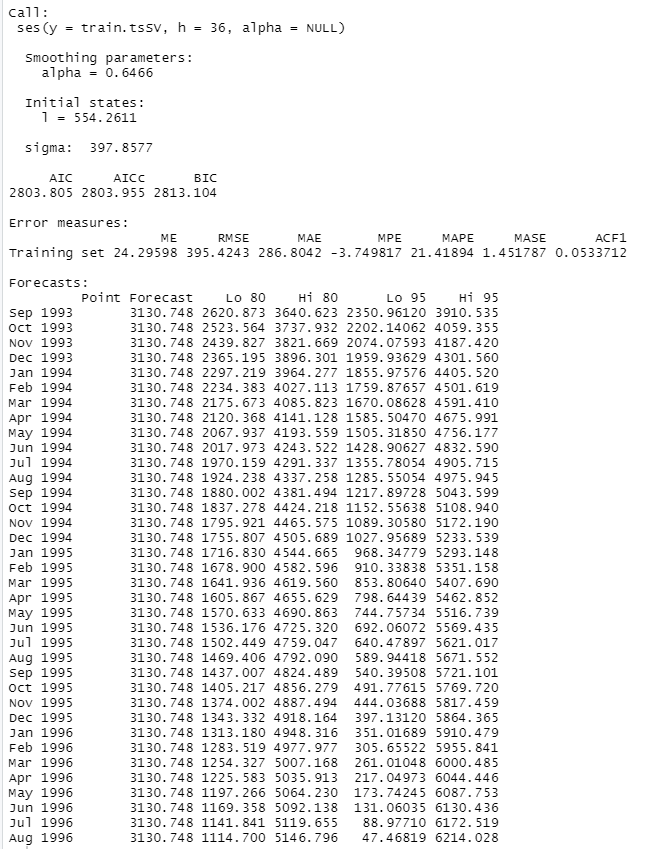 Call:
ses(y = train.tsSV, h = 36, alpha = NULL)
Smoothing parameters:
alpha = 0.6466
Initial states:
l = 554.2611
sigma: 397.8577
AIC AICc BIC
2803.805 2803.955 2813.104
Error measures:
ME RMSE MAE MPE MAPE MASE ACF1
Training set 24.29598 395.4243 286.8042 -3.749817 21.41894 1.451787 0.0533712
Forecasts:
Point Forecast Lo 80 Hi 80 Lo 95 Hi 95
Sep 1993 3130.748 2620.873 3640.623 2350.96120 3910.535
Oct 1993 3130.748 2523.564 3737.932 2202.14062 4059.355
Nov 1993 3130.748 2439.827 3821.669 2074.07593 4187.420
Dec 1993 3130.748 2365.195 3896.301 1959.93629 4301.560
Jan 1994 3130.748 2297.219 3964.277 1855.97576 4405.520
Feb 1994 3130.748 2234.383 4027.113 1759.87657 4501.619
Mar 1994 3130.748 2175.673 4085.823 1670.08628 4591.410
Apr 1994 3130.748 2120.368 4141.128 1585.50470 4675.991
May 1994 3130.748 2067.937 4193.559 1505.31850 4756.177
Jun 1994 3130.748 2017.973 4243.522 1428.90627 4832.590
Jul 1994 3130.748 1970.159 4291.337 1355.78054 4905.715
Aug 1994 3130.748 1924.238 4337.258 1285.55054 4975.945
Sep 1994 3130.748 1880.002 4381.494 1217.89728 5043.599
Oct 1994 3130.748 1837.278 4424.218 1152.55638 5108.940
Nov 1994 3130.748 1795.921 4465.575 1089.30580 5172.190
Dec 1994 3130.748 1755.807 4505.689 1027.95689 5233.539
Jan 1995 3130.748 1716.830 4544.665 968.34779 5293.148
Feb 1995 3130.748 1678.900 4582.596 910.33838 5351.158
Mar 1995 3130.748 1641.936 4619.560 853.80640 5407.690
Apr 1995 3130.748 1605.867 4655.629 798.64439 5462.852
May 1995 3130.748 1570.633 4690.863 744.75734 5516.739
Jun 1995 3130.748 1536.176 4725.320 692.06072 5569.435
Jul 1995 3130.748 1502.449 4759.047 640.47897 5621.017
Aug 1995 3130.748 1469.406 4792.090 589.94418 5671.552
Sep 1995 3130.748 1437.007 4824.489 540.39508 5721.101
Oct 1995 3130.748 1405.217 4856.279 491.77615 5769.720
Nov 1995 3130.748 1374.002 4887.494 444.03688 5817.459
Dec 1995 3130.748 1343.332 4918.164 397.13120 5864.365
Jan 1996 3130.748 1313.180 4948.316 351.01689 5910.479
Feb 1996 3130.748 1283.519 4977.977 305.65522 5955.841
Mar 1996 3130.748 1254.327 5007.168 261.01048 6000.485
Apr 1996 3130.748 1225.583 5035.913 217.04973 6044.446
May 1996 3130.748 1197.266 5064.230 173.74245 6087.753
Jun 1996 3130.748 1169.358 5092.138 131.06035 6130.436
Jul 1996 3130.748 1141.841 5119.655 88.97710 6172.519
Aug 1996 3130.748 1114.700 5146.796 47.46819 6214.028